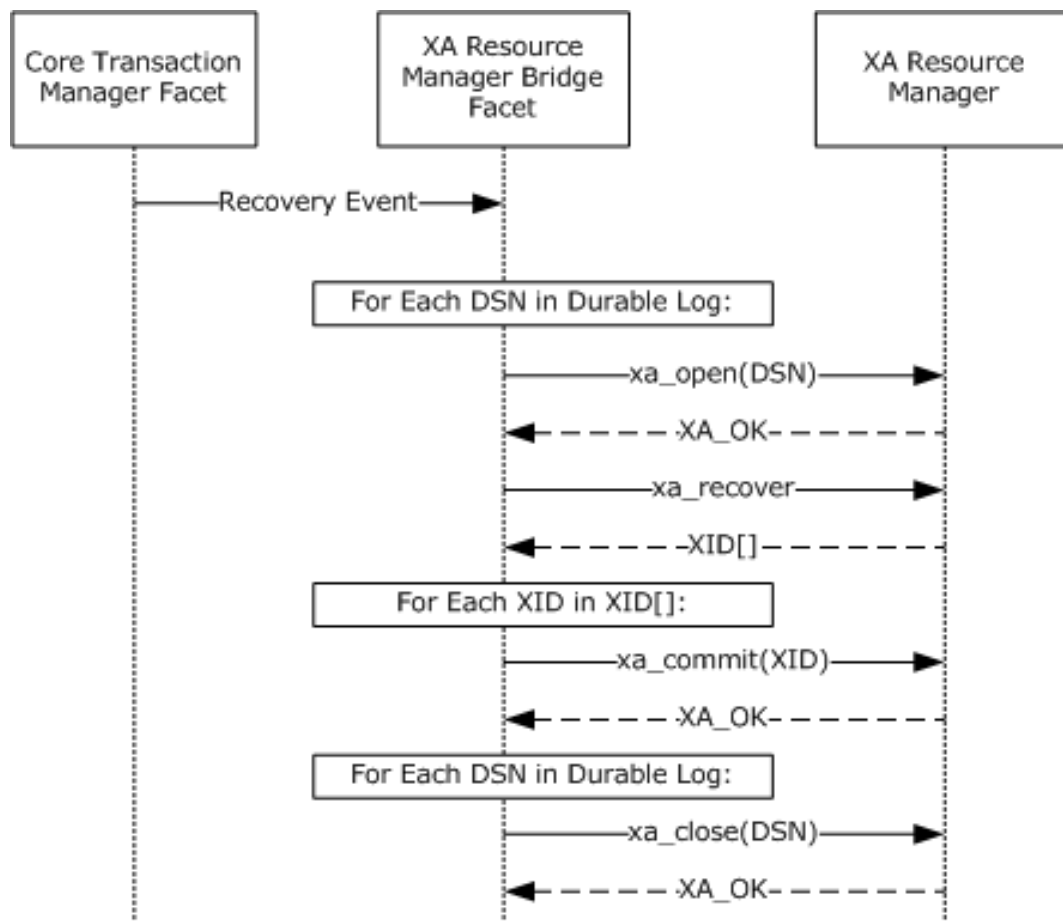 Core Transaction
Manager Facet
XA Resource
Manager Bridge
Facet
XA Resource
Manager
Recovery Event
For Each DSN in Durable Log:
xa_open(DSN)
XA_OK
xa_recover
XID[]
For Each XID in XID[]:
xa_commit(XID)
XA_OK
For Each DSN in Durable Log:
xa_close(DSN)
XA_OK